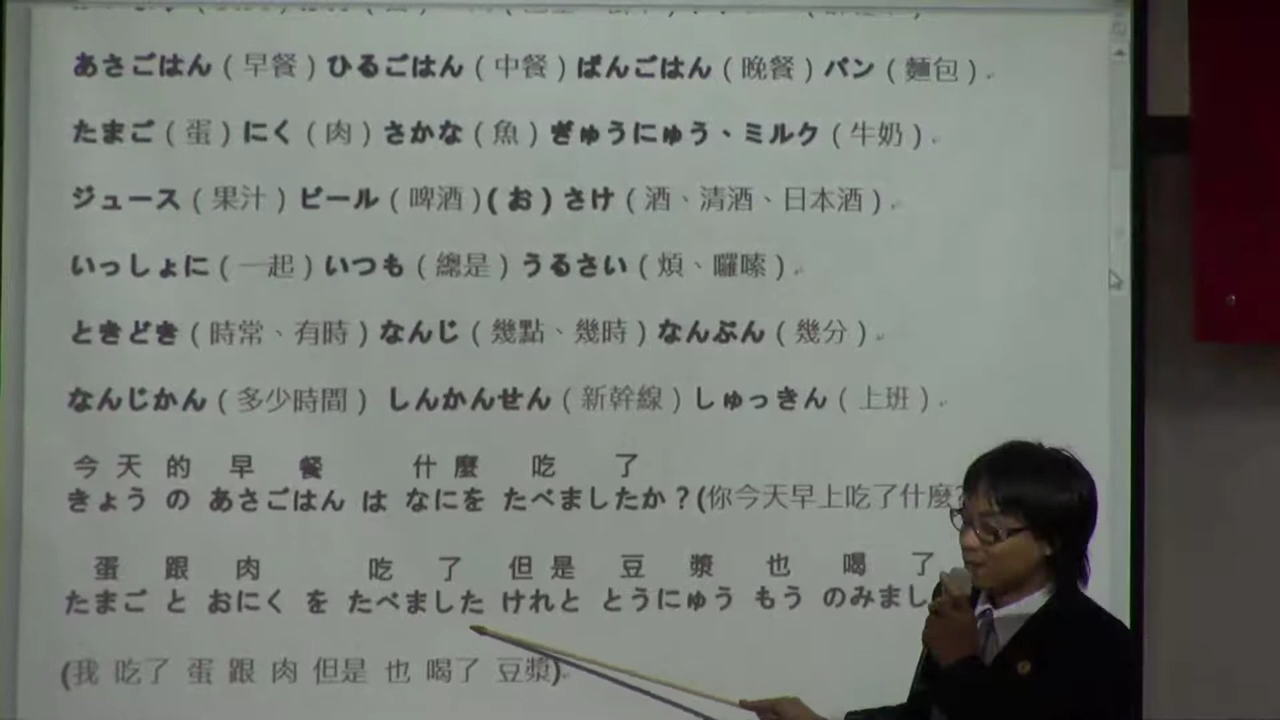 あさごはん（早餐）ひるごはん（中餐）ばんごはん（晚餐）パン（麵包）
たまご（蛋）にく（肉）さかな（魚）ぎゅうにゅう、ミルク（牛奶）
ジュース（果汁）ビール（啤酒）(お) さけ（酒、清酒、日本酒）
いっしょに（一起）いつも（總是）うるさい（煩、囉嗦）
ときどき（時常、有時）なんじ（幾點、幾時）なんぷん（幾分）
なんじかん（多少時間） しんかんせん（新幹線）しゅっきん（上班）
今 天 的 早 餐 什 麼 吃 了
きょう の あさごはん は なにを たべましたか？(你今天早上吃了什麼?
蛋 跟 肉 吃 了 但 是 豆 漿 也 喝 了
たまご と おにく を たべました けれと とうにゅう もう のみまし
(我 吃了 蛋 跟 肉 但是 也 喝了 豆漿)